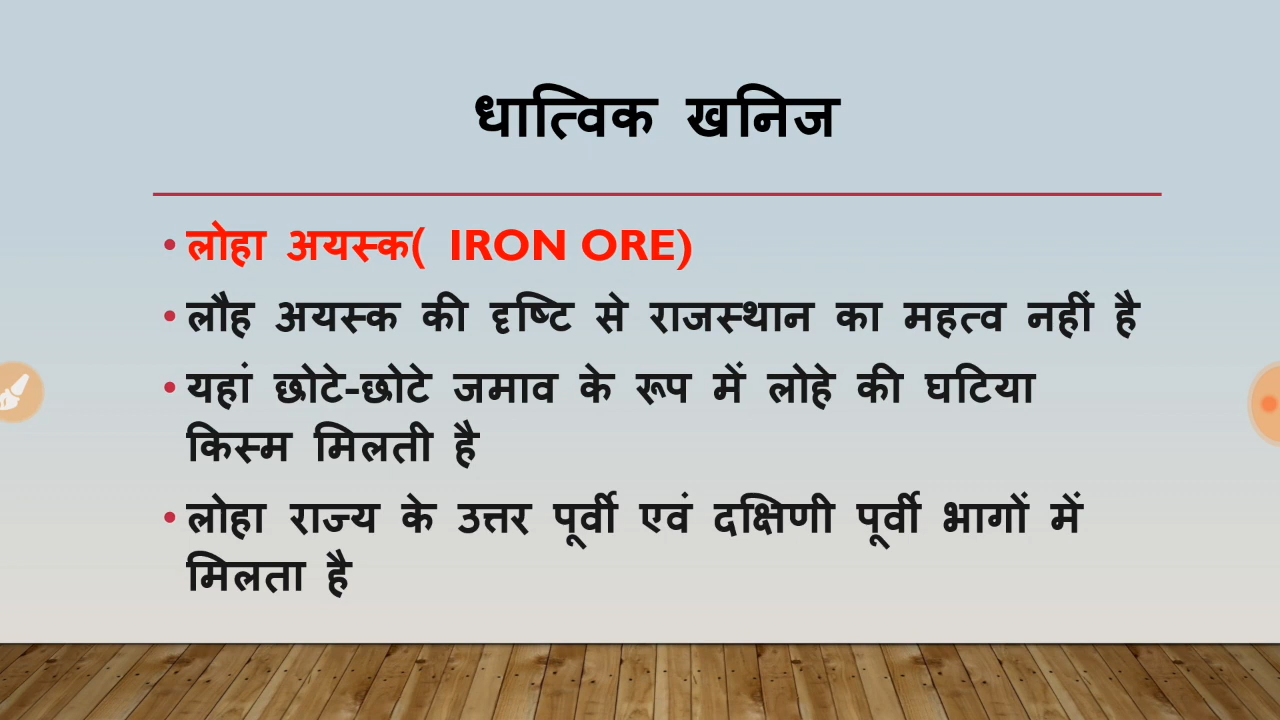 धात्विक खनिज
• लोहा अयस्क( IRON ORE)
• लौह अयस्क की दृष्टि से राजस्थान का महत्व नहीं है
• यहां छोटे-छोटे जमाव के रूप में लोहे की घटिया
किस्म मिलती है
• लोहा राज्य के उत्तर पूर्वी एवं दक्षिणी पूर्वी भागों में
मिलता है